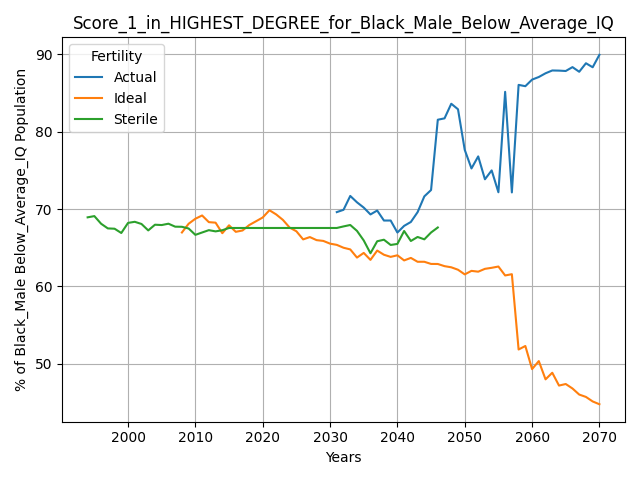 Score_1_in_HIGHEST_DEGREE_for_Black_Male_Below_Average_IQ
% of Black_Male Below_Average_IQ Population
90
80
70
60
50
Fertility
Actual
Ideal
Sterile
2000 2010 2020 2030 2040 2050 2060 2070
Years